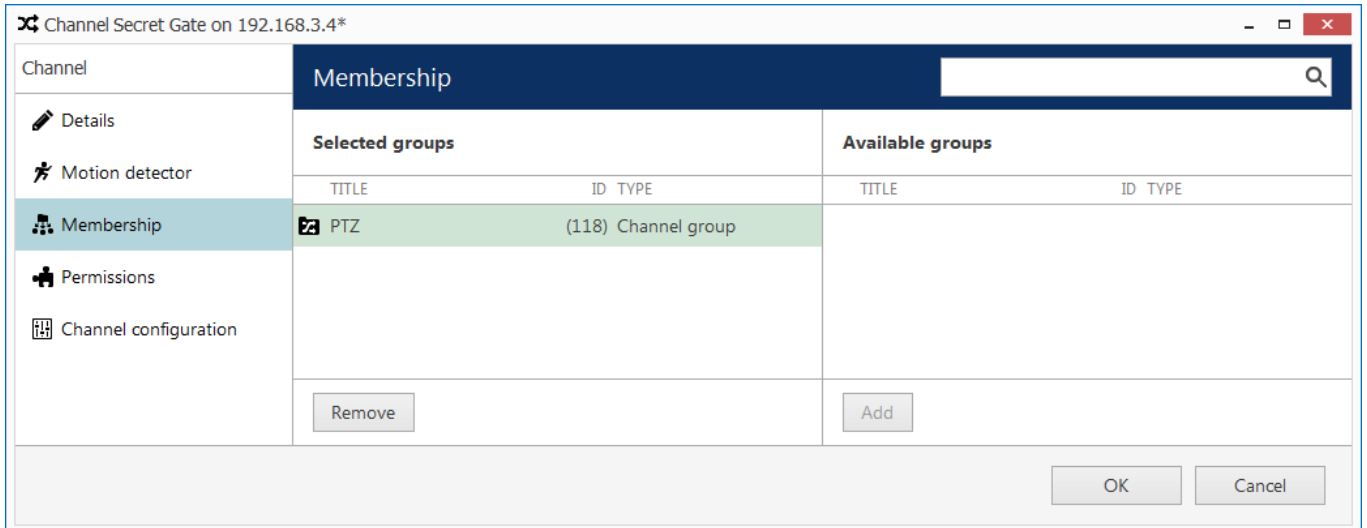 Channel Secret Gate on 192.168.3.4*
Channel
Details
Motion detector
Membership
Permissions
Channel configuration
Membership
Selected groups
TITLE ID TYPE
PTZ (118) Channel group
Remove
Available groups
TITLE ID TYPE
Add
OK Cancel